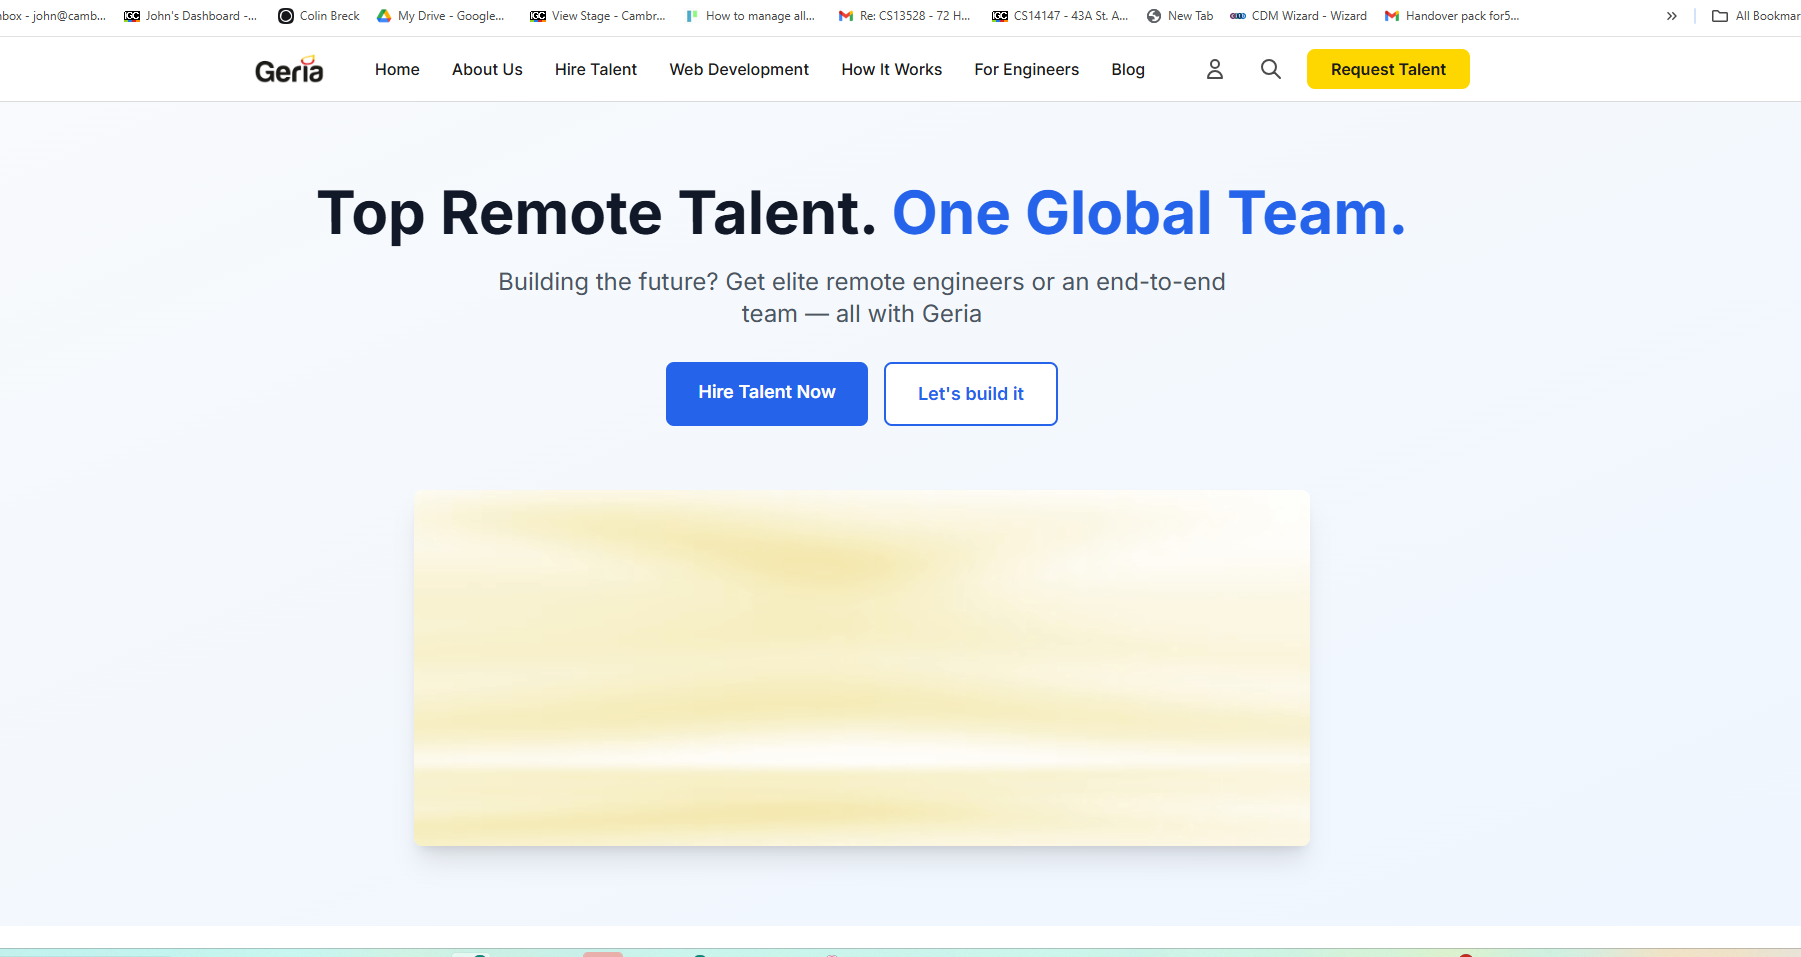 nbox - john@camb... John's Dashboard -... Colin Breck My Drive - Google... View Stage - Cambr... How to manage all... Re: CS13528 - 72 H... CS14147 - 43A St. A... New Tab CDM Wizard - Wizard Handover pack for5... » All Bookmar
Geria Home About Us Hire Talent Web Development How It Works For Engineers Blog Request Talent
Top Remote Talent. One Global Team.
Building the future? Get elite remote engineers or an end-to-end
team — all with Geria
Hire Talent Now Let's build it